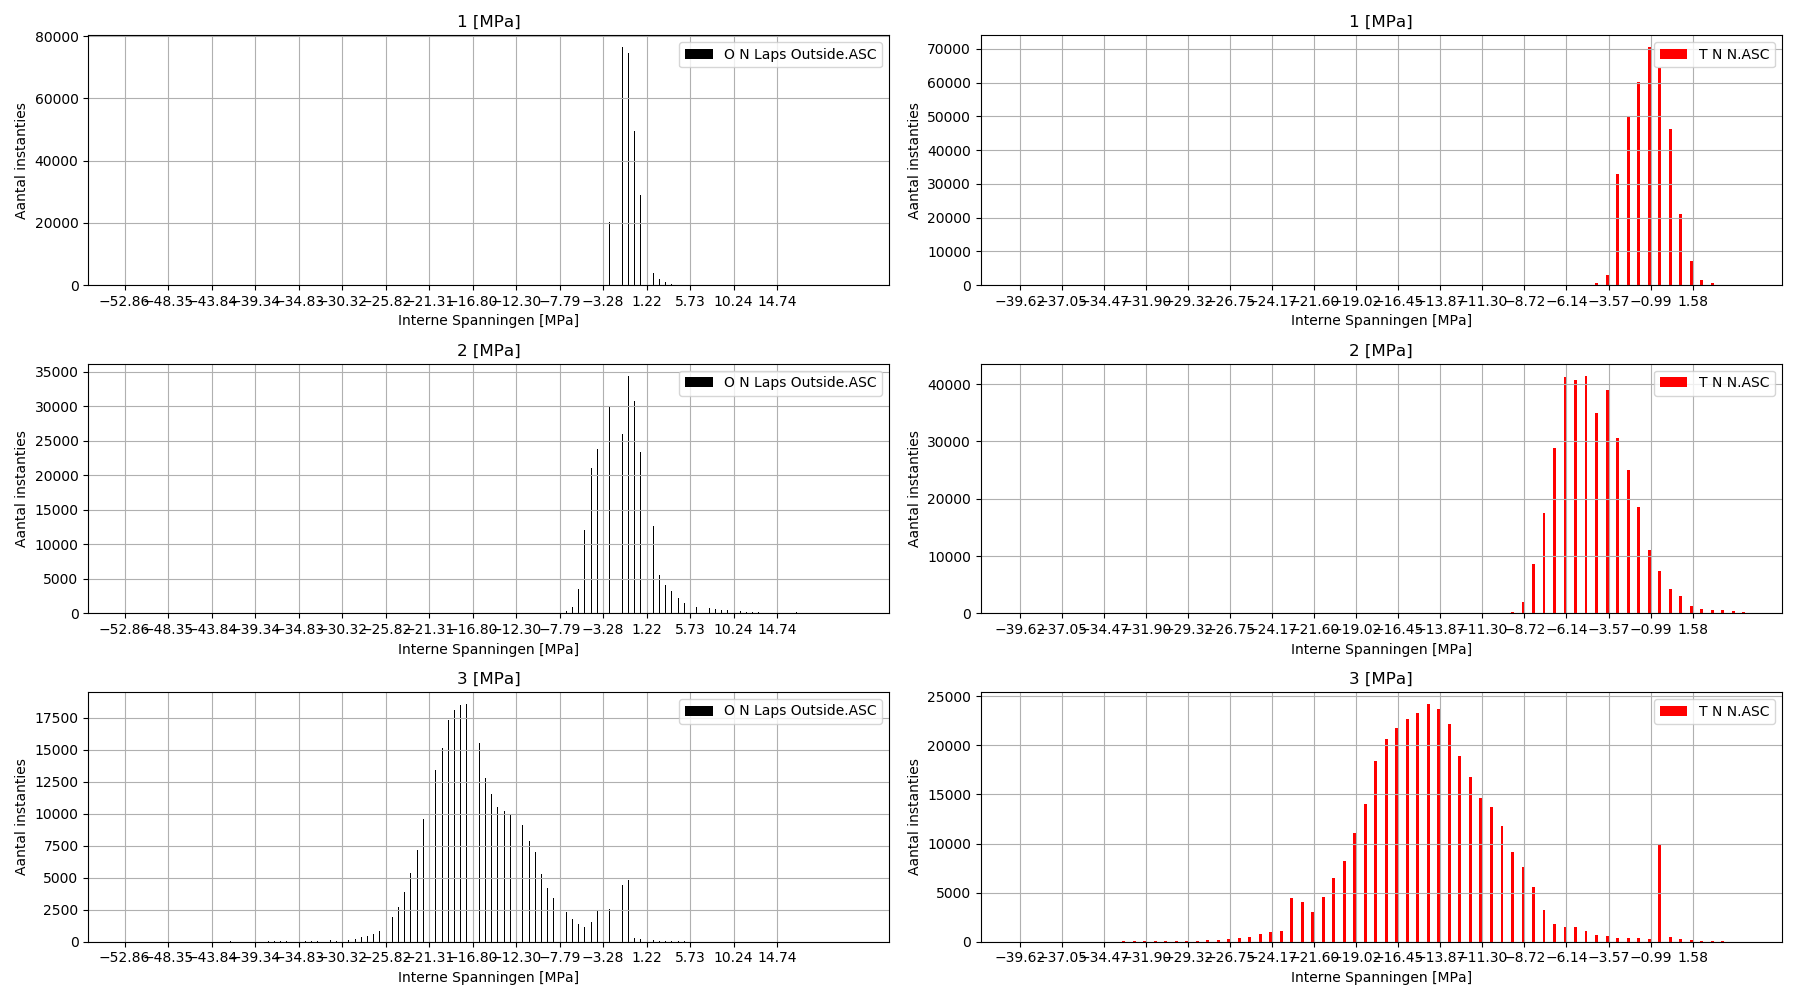 1 [MPa]
80000
60000
40000
20000
0
Aantal instanties
O N Laps Outside.ASC
−52.86 −48.35 −43.84 −39.34 −34.83 −30.32 −25.82 −21.31 −16.80 −12.30 −7.79 −3.28 1.22 5.73 10.24 14.74
Interne Spanningen [MPa]
1 [MPa]
70000
60000
50000
40000
30000
20000
10000
0
Aantal instanties
T N N.ASC
−39.62 −37.05 −34.47 −31.90 −29.32 −26.75 −24.17 −21.60 −19.02 −16.45 −13.87 −11.30 −8.72 −6.14 −3.57 −0.99 1.58
Interne Spanningen [MPa]
2 [MPa]
35000
30000
25000
20000
15000
10000
5000
0
Aantal instanties
O N Laps Outside.ASC
−52.86 −48.35 −43.84 −39.34 −34.83 −30.32 −25.82 −21.31 −16.80 −12.30 −7.79 −3.28 1.22 5.73 10.24 14.74
Interne Spanningen [MPa]
2 [MPa]
40000
30000
20000
10000
0
Aantal instanties
T N N.ASC
−39.62 −37.05 −34.47 −31.90 −29.32 −26.75 −24.17 −21.60 −19.02 −16.45 −13.87 −11.30 −8.72 −6.14 −3.57 −0.99 1.58
Interne Spanningen [MPa]
3 [MPa]
17500
15000
12500
10000
7500
5000
2500
0
Aantal instanties
O N Laps Outside.ASC
−52.86 −48.35 −43.84 −39.34 −34.83 −30.32 −25.82 −21.31 −16.80 −12.30 −7.79 −3.28 1.22 5.73 10.24 14.74
Interne Spanningen [MPa]
3 [MPa]
25000
20000
15000
10000
5000
0
Aantal instanties
T N N.ASC
−39.62 −37.05 −34.47 −31.90 −29.32 −26.75 −24.17 −21.60 −19.02 −16.45 −13.87 −11.30 −8.72 −6.14 −3.57 −0.99 1.58
Interne Spanningen [MPa]